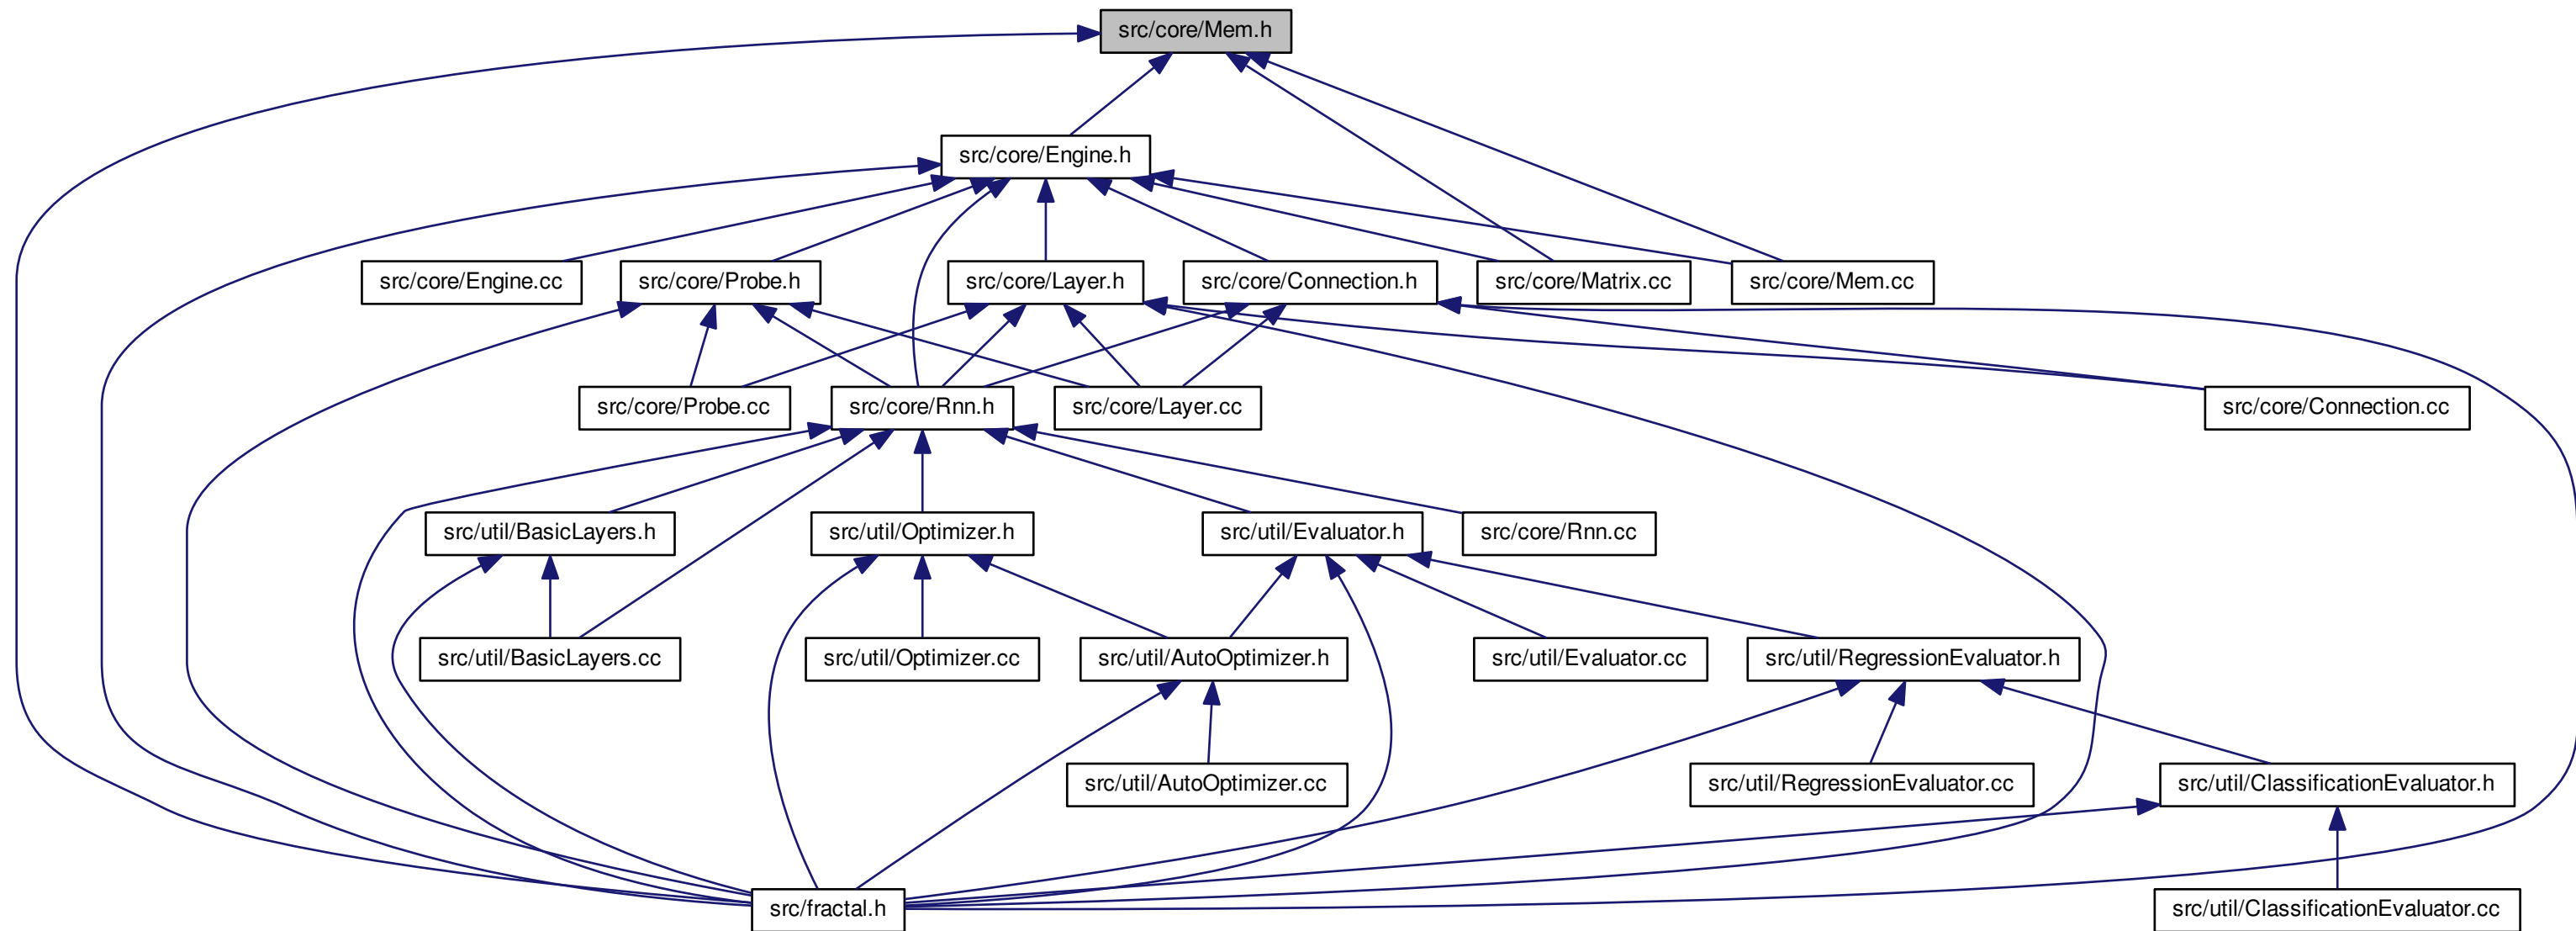 src/core/Mem.h
src/core/Engine.h
src/core/Engine.cc
src/core/Probe.h
src/core/Layer.h
src/core/Connection.h
src/core/Matrix.cc
src/core/Mem.cc
src/core/Probe.cc
src/core/Rnn.h
src/core/Layer.cc
src/core/Connection.cc
src/util/BasicLayers.h
src/util/Optimizer.h
src/util/Evaluator.h
src/core/Rnn.cc
src/util/BasicLayers.cc
src/util/Optimizer.cc
src/util/AutoOptimizer.h
src/util/Evaluator.cc
src/util/RegressionEvaluator.h
src/util/AutoOptimizer.cc
src/util/RegressionEvaluator.cc
src/util/ClassificationEvaluator.h
src/fractal.h
src/util/ClassificationEvaluator.cc